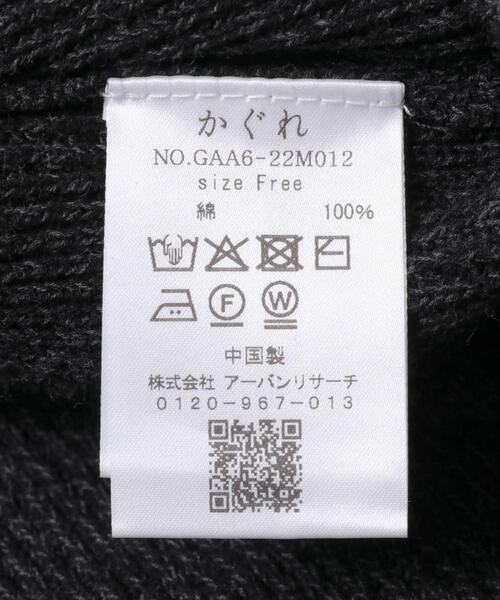 かぐれ
NO.GAA6-22M012
size Free
綿 100%
F W
中国製
株式会社 アーバンリサーチ
0120-967-013